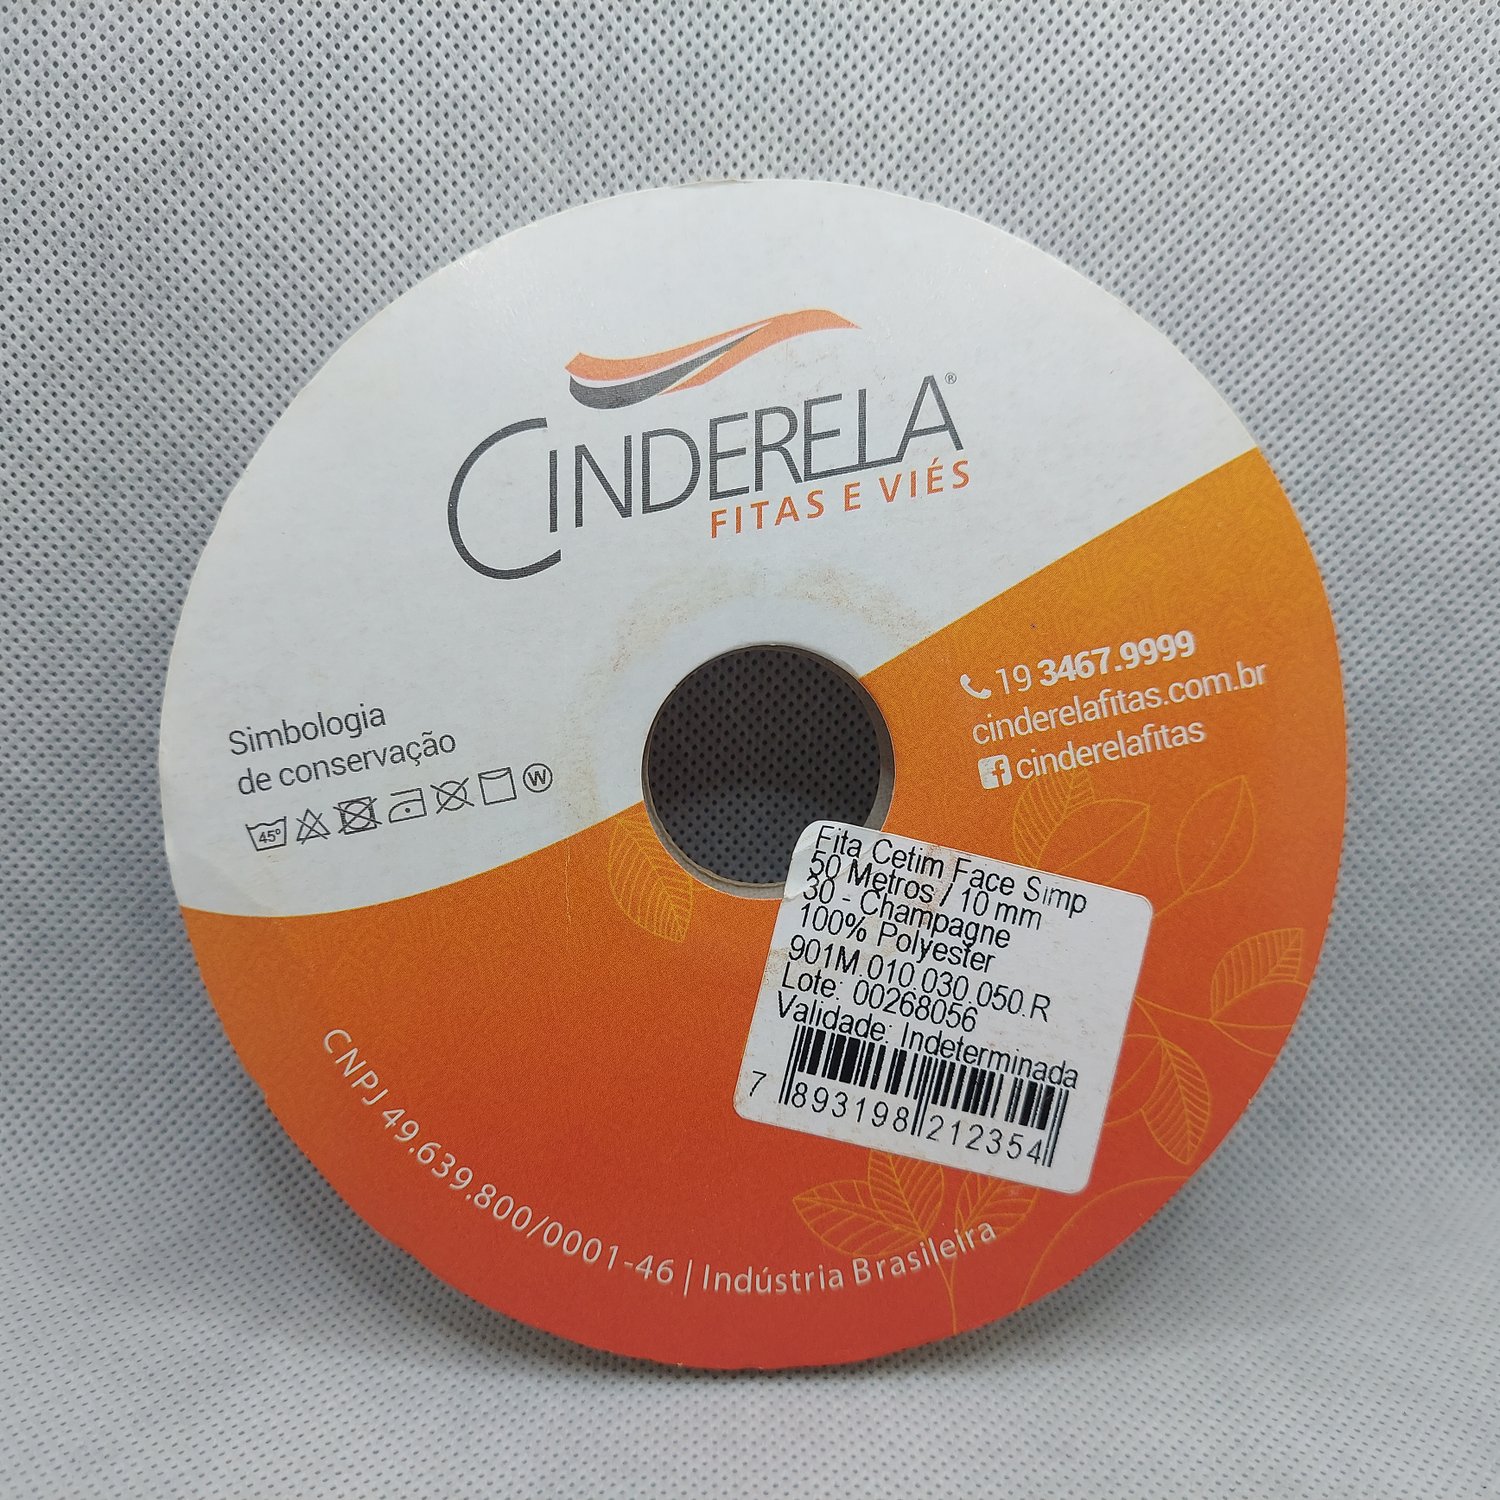 CINDERELA®
FITAS E VIÉS
19 3467.9999
cinderelafitas.com.br
cinderelafitas
Simbologia
de conservação
45° W
Fita Cetim Face Simp
50 Metros / 10 mm
30 - Champagne
100% Polyester
901M.010.030.050.R
Lote: 00268056
Validade: Indeterminada
7 893198 212354
CNPJ 49.639.800/0001-46 | Indústria Brasileira